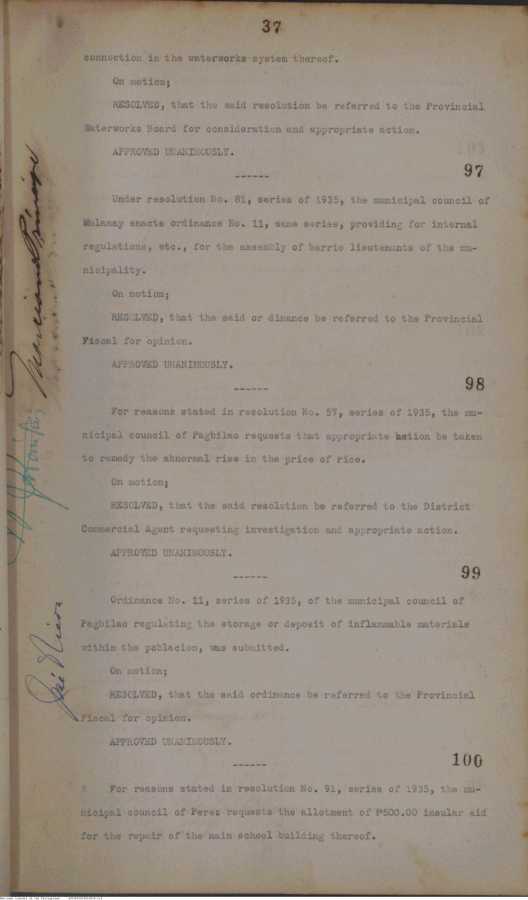 37
connection in the waterworks system thereof.
On motion;
RESOLVED, that the said resolution be referred to the Provincial
Waterworks Board for consideration and appropriate action.
APPROVED UNANIMOUSLY.
------
97
Under resolution No. 81, series of 1935, the municipal council of
Mulanay enacts ordinance No. 11, same series, providing for internal
regulations, etc., for the assembly of barrio lieutenants of the mu-
nicipality.
On motion;
RESOLVED, that the said or dinance be referred to the Provincial
Fiscal for opinion.
APPROVED UNANIMOUSLY.
------
98
For reasons stated in resolution No. 57, series of 1935, the mu-
nicipal council of Pagbilao requests that appropriate action be taken
to remedy the abnormal rise in the price of rice.
On motion;
RESOLVED, that the said resolution be referred to the District
Commercial Agent requesting investigation and appropriate action.
APPROVED UNANIMOUSLY.
------
99
Ordinance No. 11, series of 1935, of the municipal council of
Pagbilao regulating the storage or deposit of inflammable materials
within the poblacion, was submitted.
On motion;
RESOLVED, that the said ordinance be referred to the Provincial
Fiscal for opinion.
APPROVED UNANIMOUSLY.
------
100
For reasons stated in resolution No. 91, series of 1935, the mu-
nicipal council of Perez requests the allotment of ₱500.00 insular aid
for the repair of the main school building thereof.